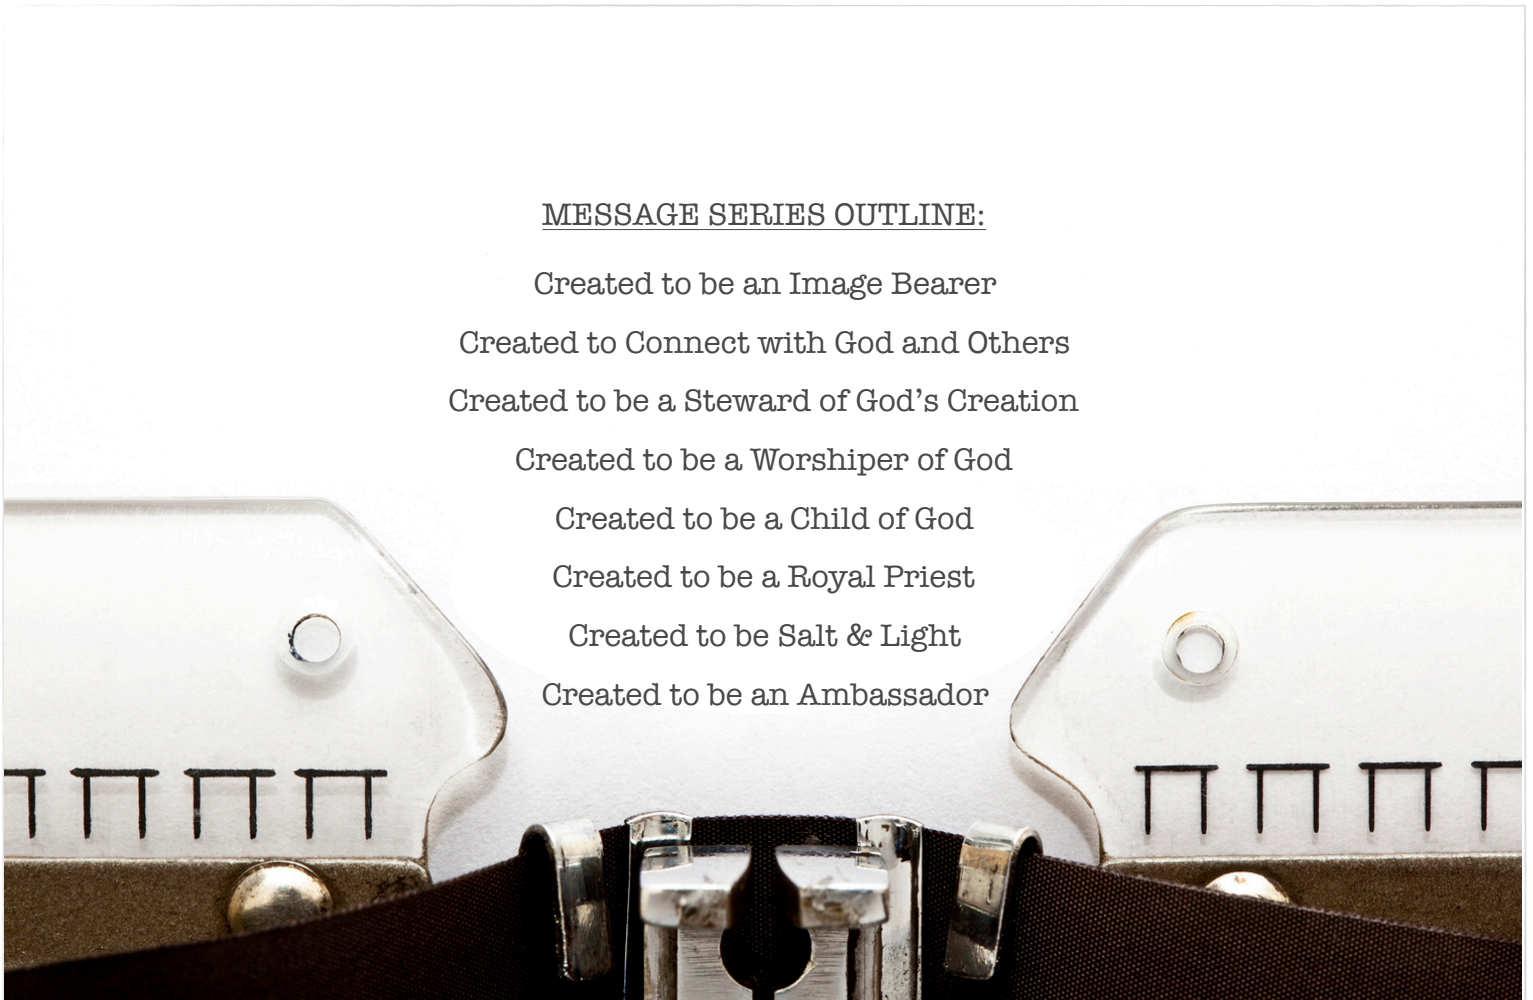 MESSAGE SERIES OUTLINE:
Created to be an Image Bearer
Created to Connect with God and Others
Created to be a Steward of God’s Creation
Created to be a Worshiper of God
Created to be a Child of God
Created to be a Royal Priest
Created to be Salt & Light
Created to be an Ambassador